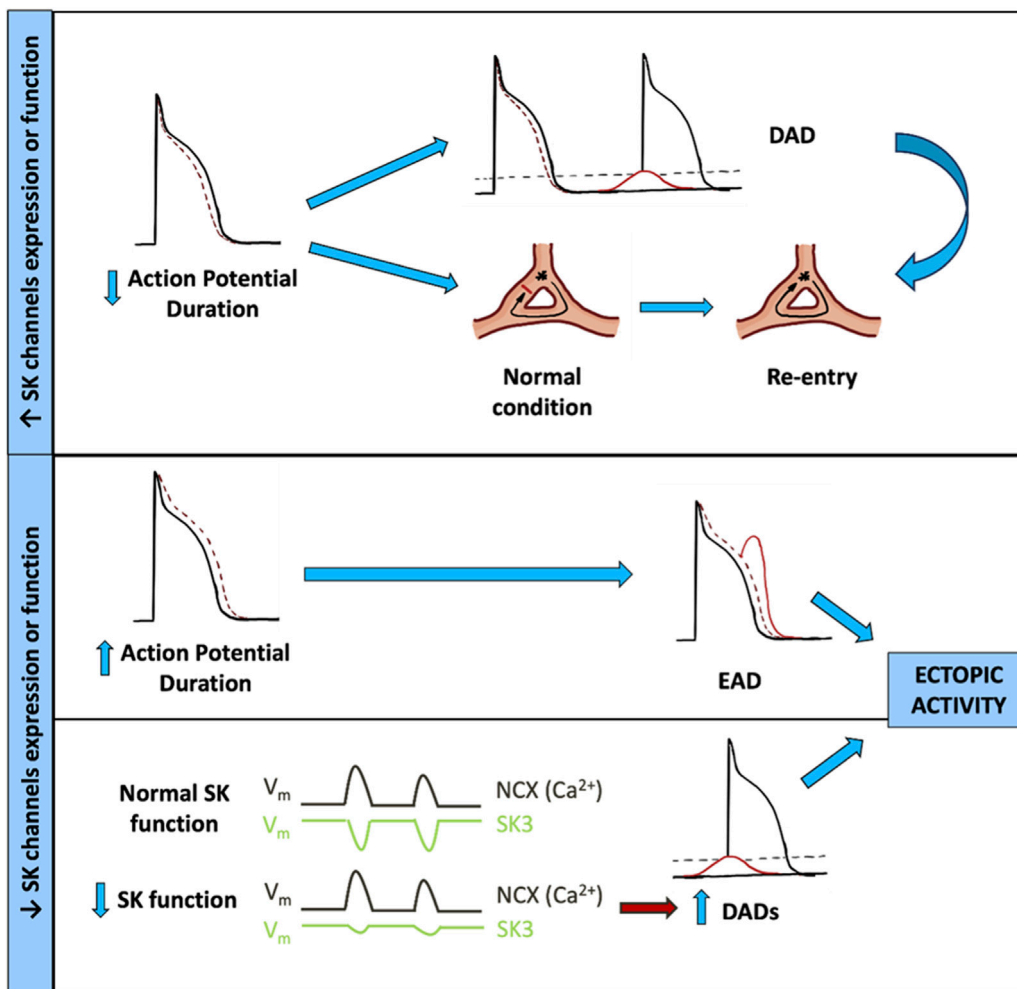 ↑ SK channels expression or function
DAD
↓ Action Potential
Duration
Normal
condition
Re-entry
↓ SK channels expression or function
↑ Action Potential
Duration
EAD
ECTOPIC
ACTIVITY
Normal SK
function
Vm
NCX (Ca²⁺)
Vm
SK3
↓ SK function
Vm
NCX (Ca²⁺)
Vm
SK3
↑ DADs